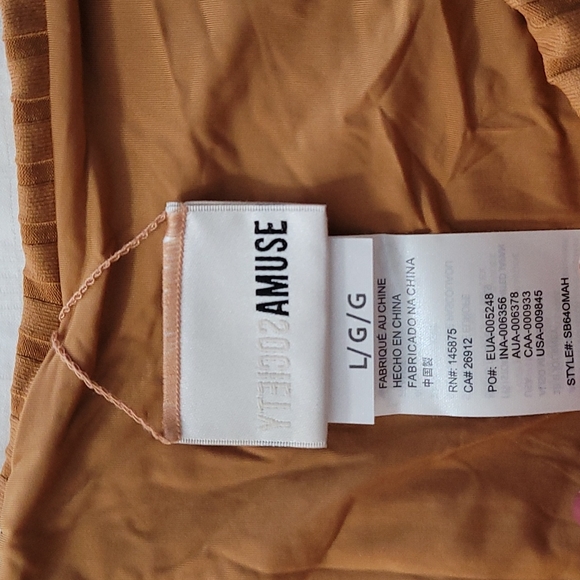 AMUSE SOCIETY
L/G/G
FABRIQUÉ AU CHINE
HECHO EN CHINA
FABRICADO NA CHINA
中国製
RN#: 145875
CA# 26912
PO#: EUA-005248
INA-006356
AUA-006378
CAA-000933
USA-009845
STYLE#: SB64OMAH